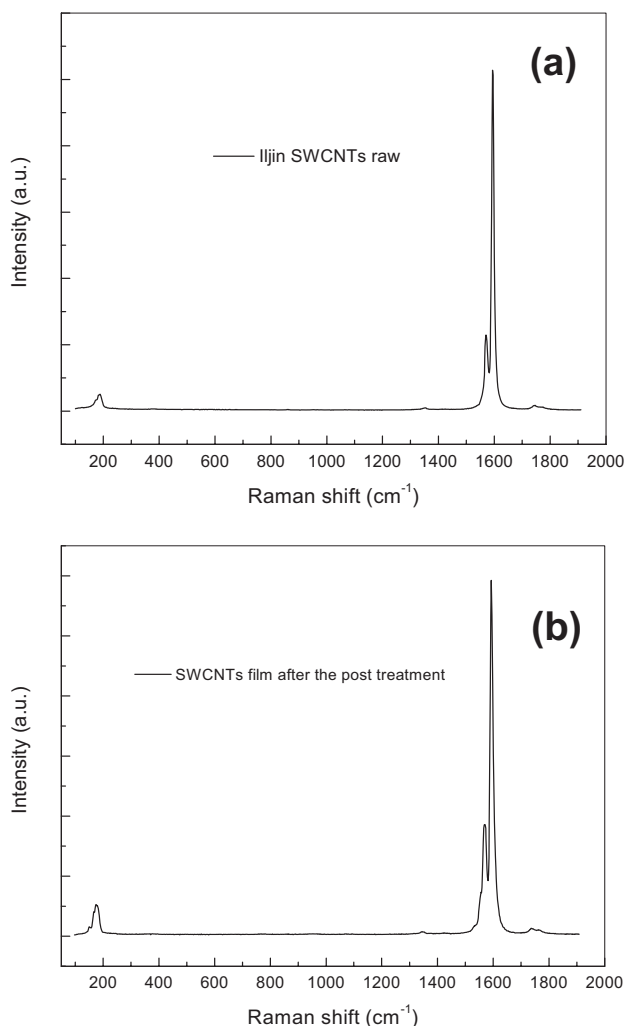 (a)
Iljin SWCNTs raw
Intensity (a.u.)
200 400 600 800 1000 1200 1400 1600 1800 2000
Raman shift (cm⁻¹)
(b)
SWCNTs film after the post treatment
Intensity (a.u.)
200 400 600 800 1000 1200 1400 1600 1800 2000
Raman shift (cm⁻¹)